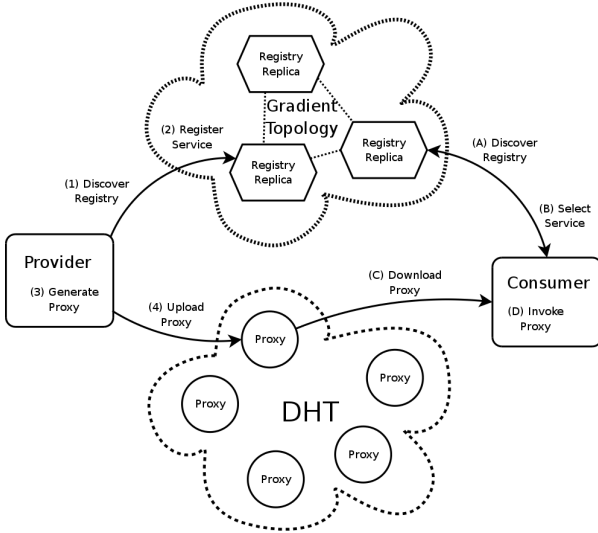 Registry
Replica
Gradient
Topology
(2) Register
Service
Registry
Replica
(A) Discover
Registry
Registry
Replica
(1) Discover
Registry
(B) Select
Service
Provider
(3) Generate
Proxy
Consumer
(D) Invoke
Proxy
(C) Download
Proxy
(4) Upload
Proxy
Proxy
Proxy
Proxy
DHT
Proxy
Proxy